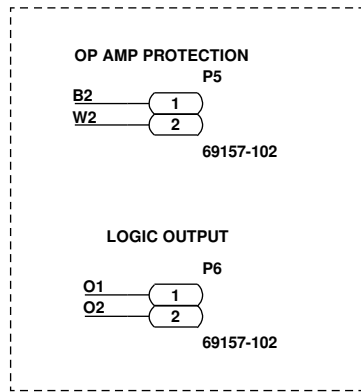 OP AMP PROTECTION
P5
B2
1
W2
2
69157-102
LOGIC OUTPUT
P6
O1
1
O2
2
69157-102